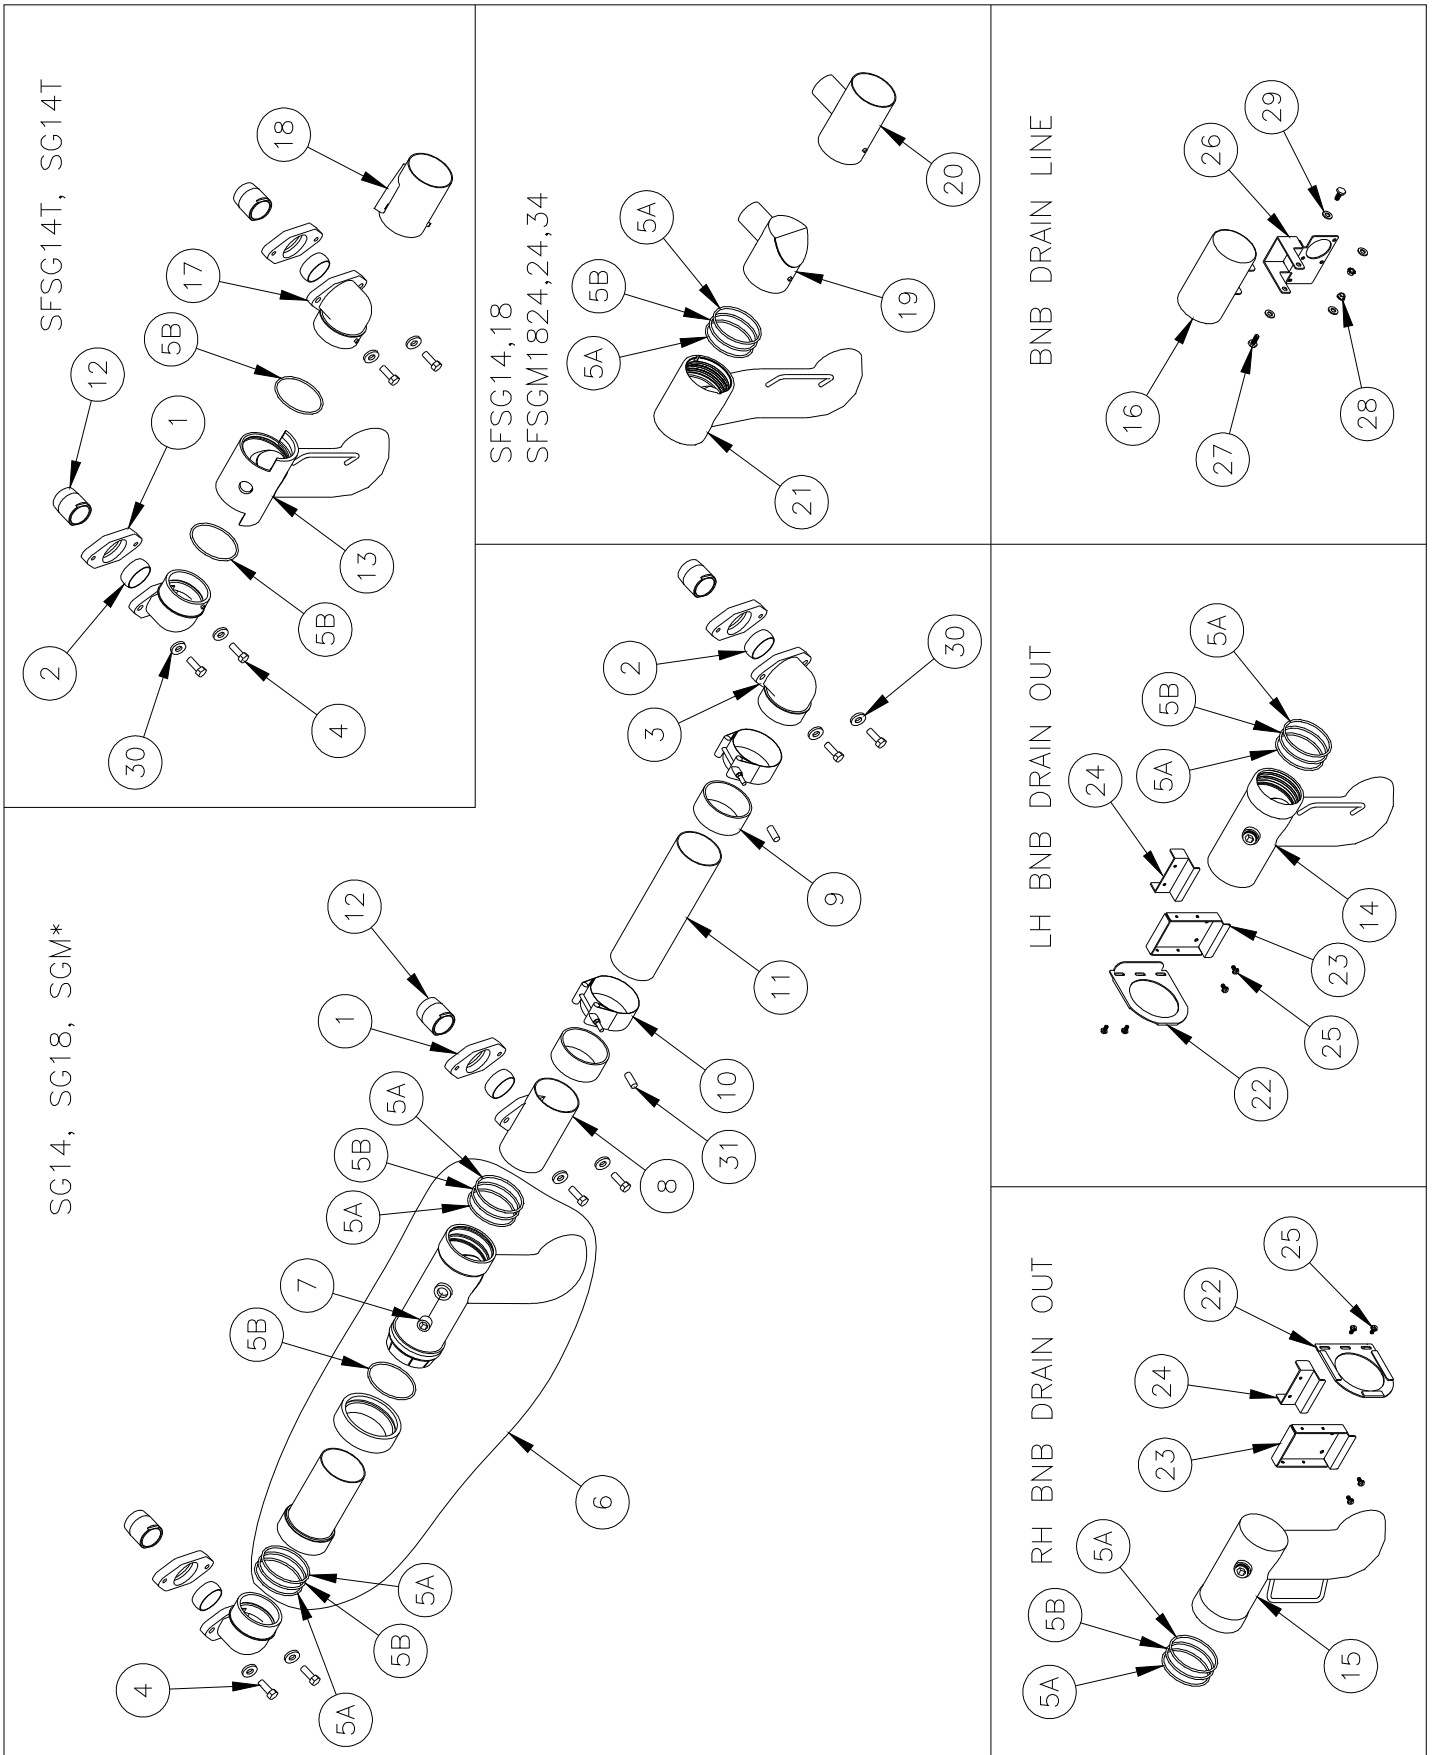 SG14, SG18, SGM*
4
5A
5B
5A
6
5B
7
5A
5B
5A
1
12
8
31
10
11
9
3
2
30
SFSG14T, SG14T
30
2
4
12
1
5B
13
5B
17
18
SFSG14,18
SFSGM1824,24,34
21
5A
5B
5A
19
20
RH BNB DRAIN OUT
5A
5B
5A
15
23
24
22
25
LH BNB DRAIN OUT
22
25
23
24
14
5A
5B
5A
BNB DRAIN LINE
27
16
28
26
29